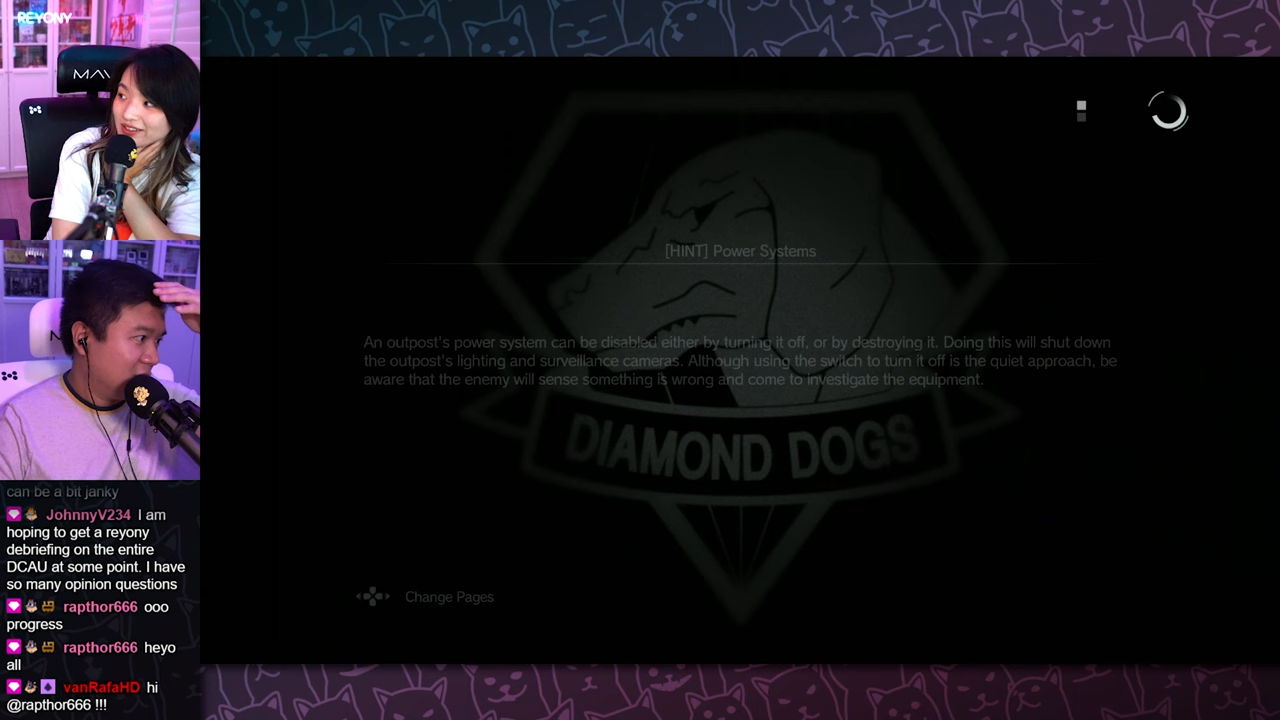 REYONY
MAV
can be a bit janky
JohnnyV234 I am
hoping to get a reyony
debriefing on the entire
DCAU at some point. I have
so many opinion questions
rapthor666 ooo
progress
rapthor666 heyo
all
vanRafaHD hi
@rapthor666 !!!
[HINT] Power Systems
An outpost's power system can be disabled either by turning it off, or by destroying it. Doing this will shut down
the outpost's lighting and surveillance cameras. Although using the switch to turn it off is the quiet approach, be
aware that the enemy will sense something is wrong and come to investigate the equipment.
DIAMOND DOGS
Change Pages